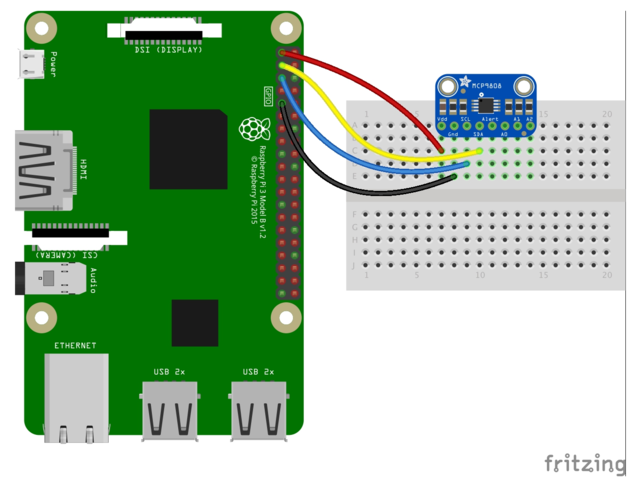 DSI (DISPLAY)
Power
GPIO
HDMI
Raspberry Pi 3 Model B v1.2
© Raspberry Pi 2015
CSI (CAMERA)
Audio
ETHERNET
USB 2x
USB 2x
MCP9808
Vdd SCL Alert A1 A2
Gnd SDA A0
1 5 10 15 20
A
B
C
D
E
F
G
H
I
J
1 5 10 15 20
fritzing